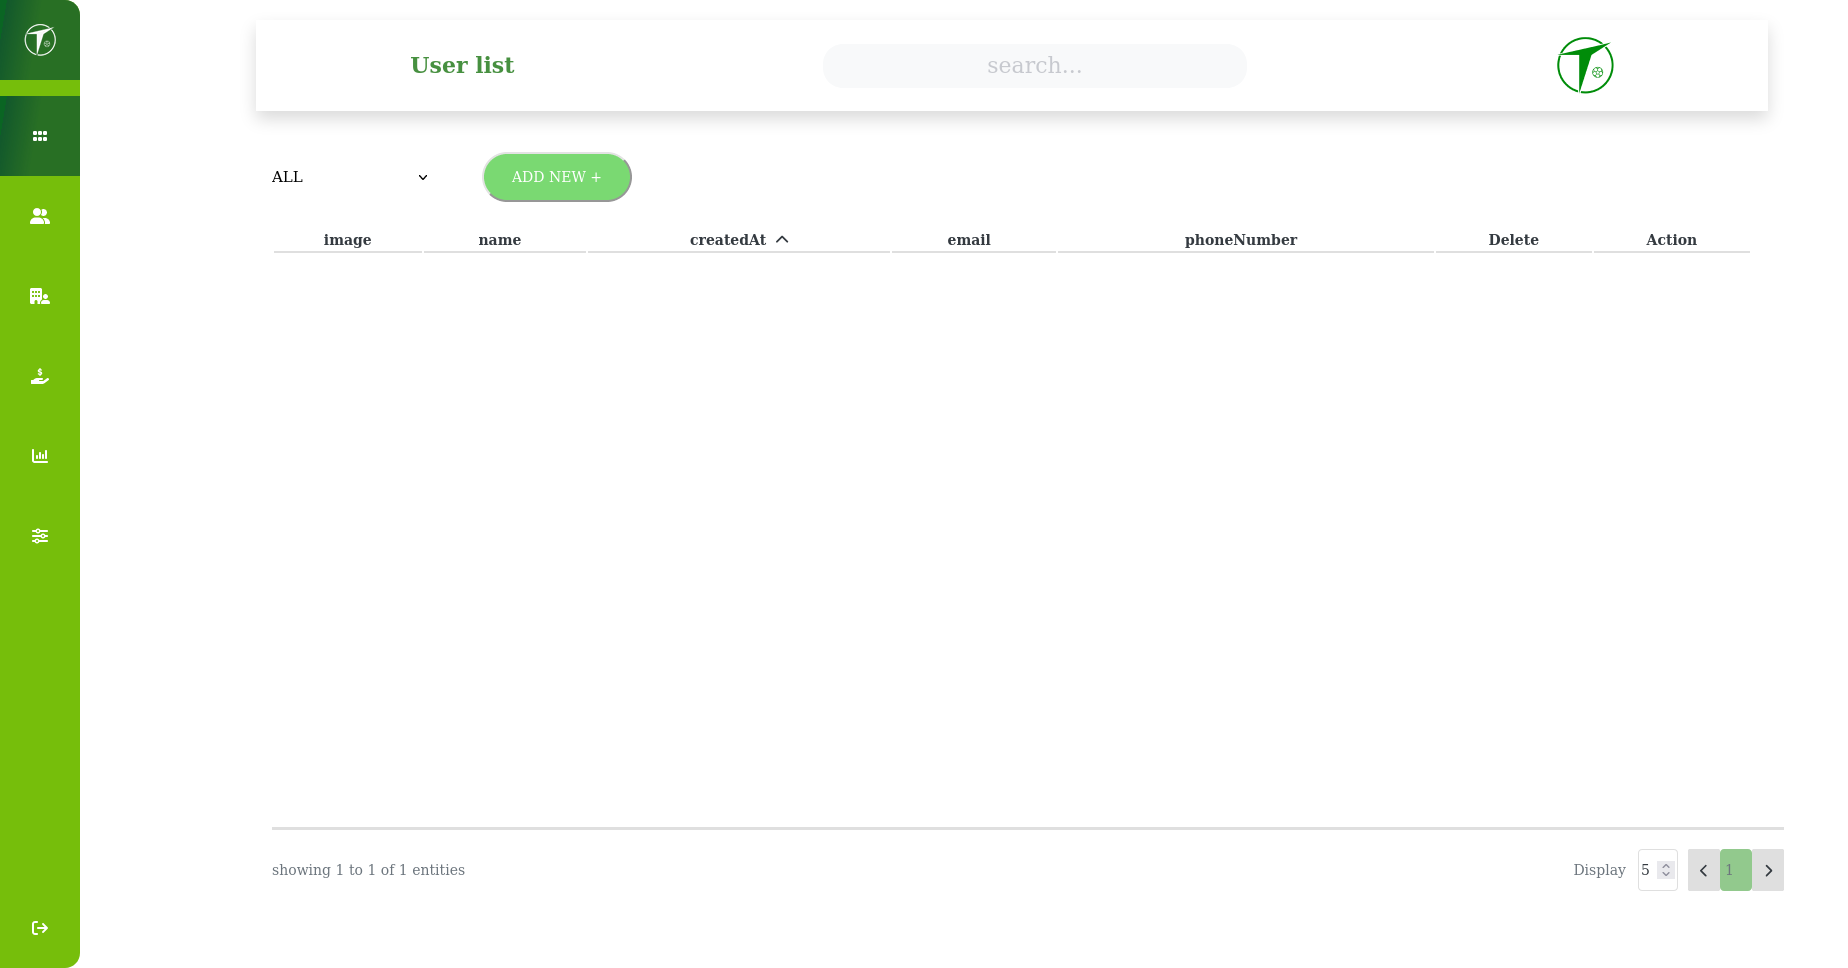 User list
search...
ALL
ADD NEW +
image name createdAt email phoneNumber Delete Action
showing 1 to 1 of 1 entities
Display 5 1